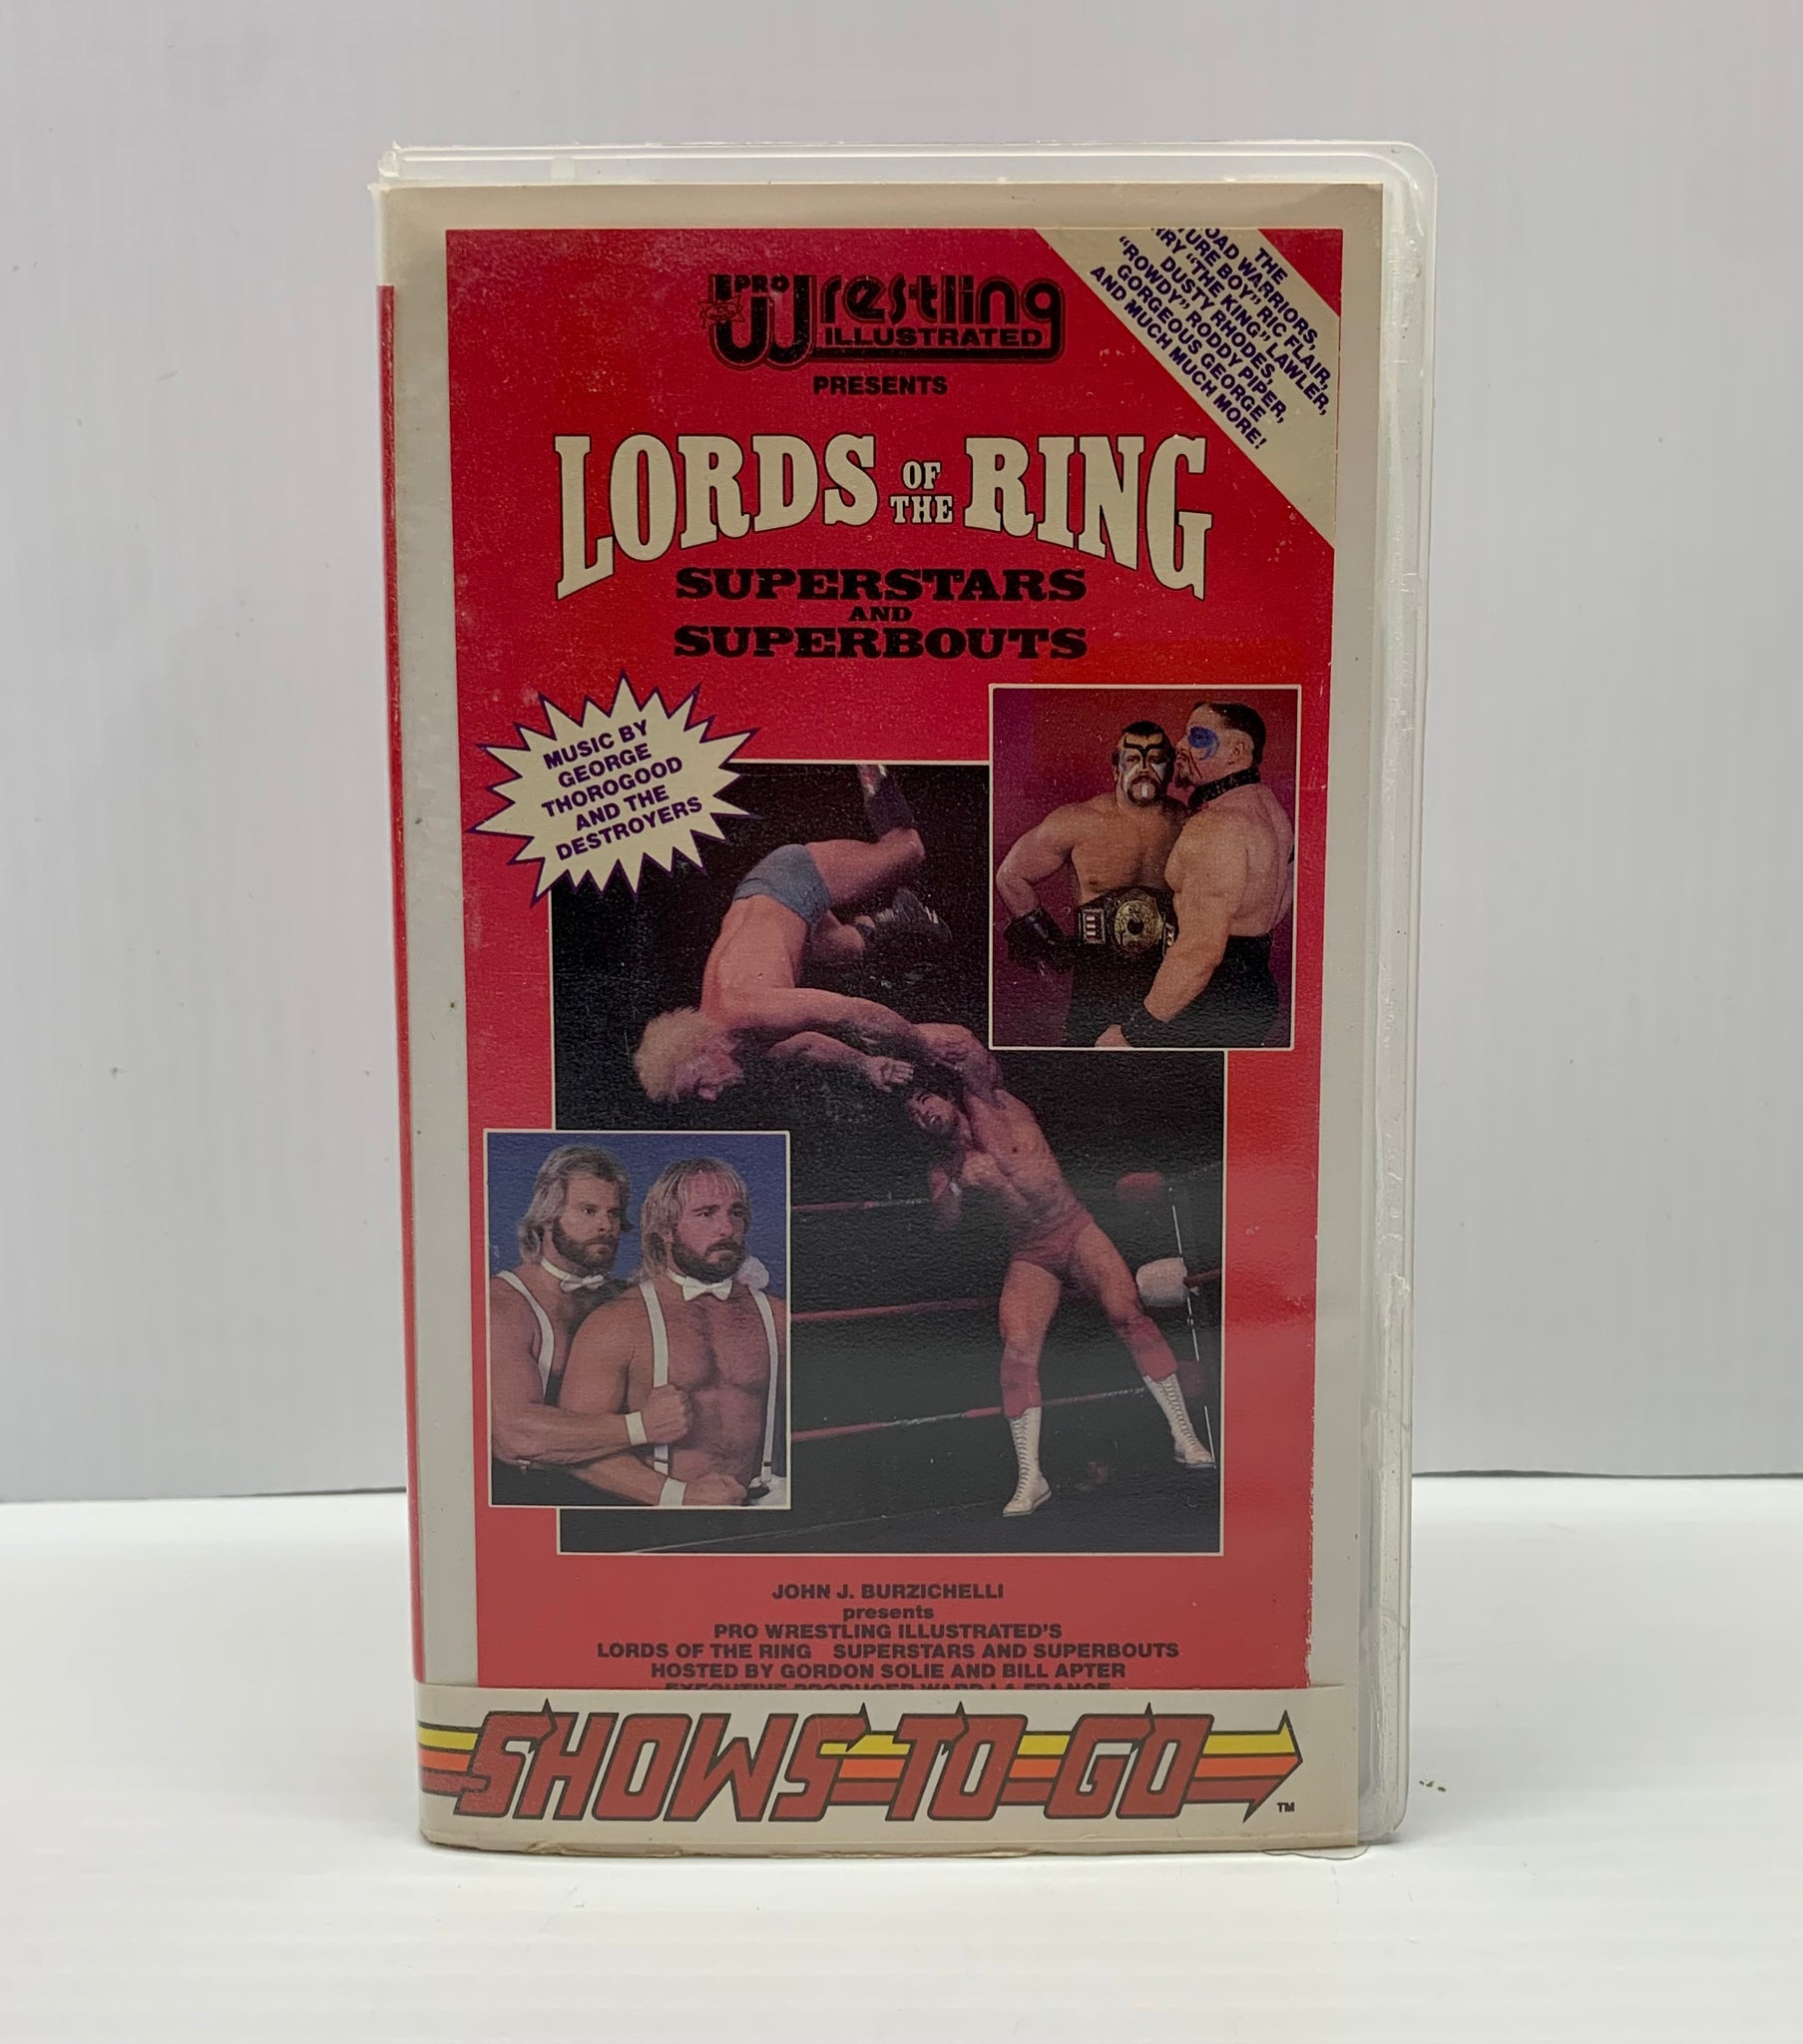 PRO
Wrestling
ILLUSTRATED
PRESENTS
THE
WARRIORS,
BOY" RIC FLAIR,
"THE KING" LAWLER,
DUSTY RHODES,
"ROWDY" RODDY PIPER,
GORGEOUS GEORGE
AND MUCH MUCH MORE!
LORDS OF THE RING
SUPERSTARS
AND
SUPERBOUTS
MUSIC BY
GEORGE
THOROGOOD
AND THE
DESTROYERS
JOHN J. BURZICHELLI
presents
PRO WRESTLING ILLUSTRATED'S
LORDS OF THE RING SUPERSTARS AND SUPERBOUTS
HOSTED BY GORDON SOLIE AND BILL APTER
SHOWS-TO-GO
TM